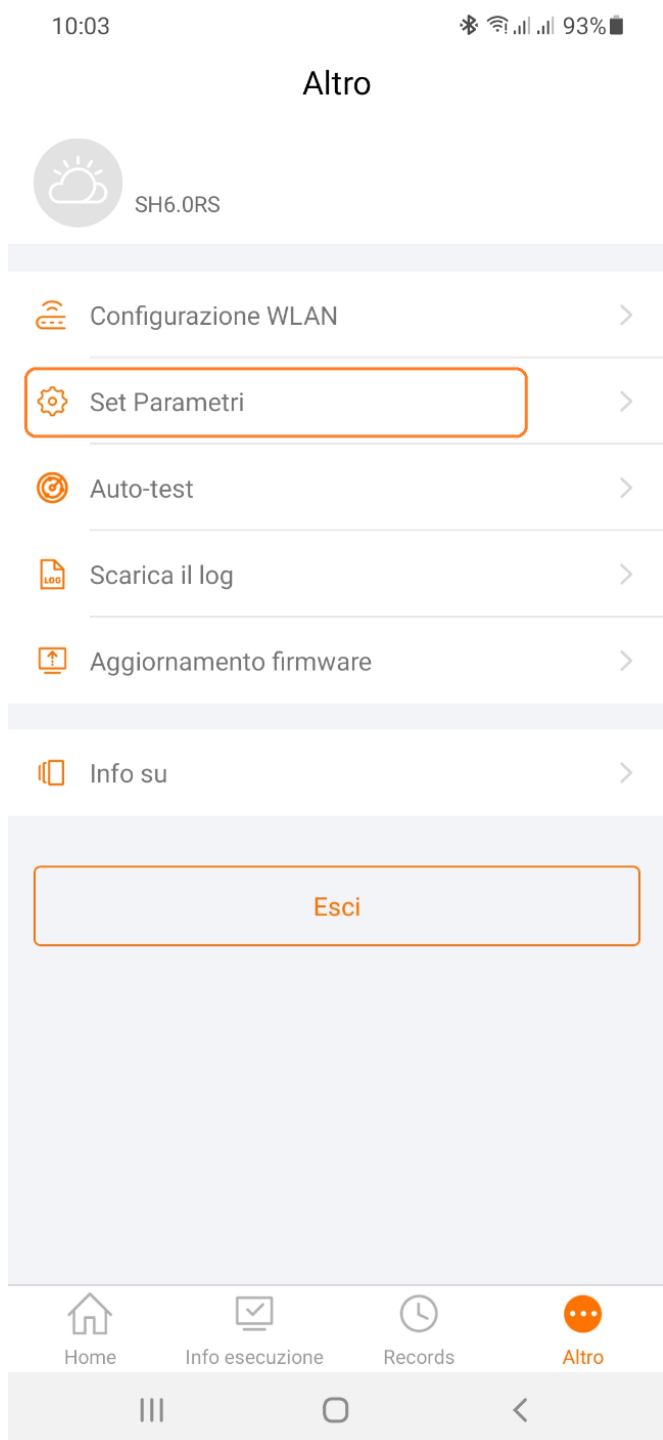 10:03 93%
Altro
SH6.0RS
Configurazione WLAN
Set Parametri
Auto-test
LOG
Scarica il log
Aggiornamento firmware
Info su
Esci
Home Info esecuzione Records Altro